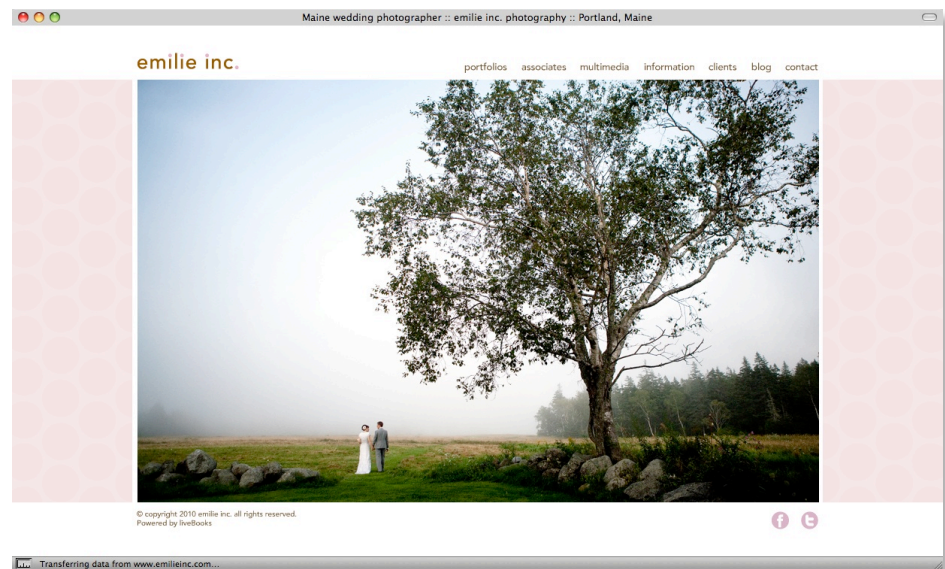 Maine wedding photographer :: emilie inc. photography :: Portland, Maine
emilie inc.
portfolios associates multimedia information clients blog contact
© copyright 2010 emilie inc. all rights reserved.
Powered by liveBooks
Transferring data from www.emilieinc.com...